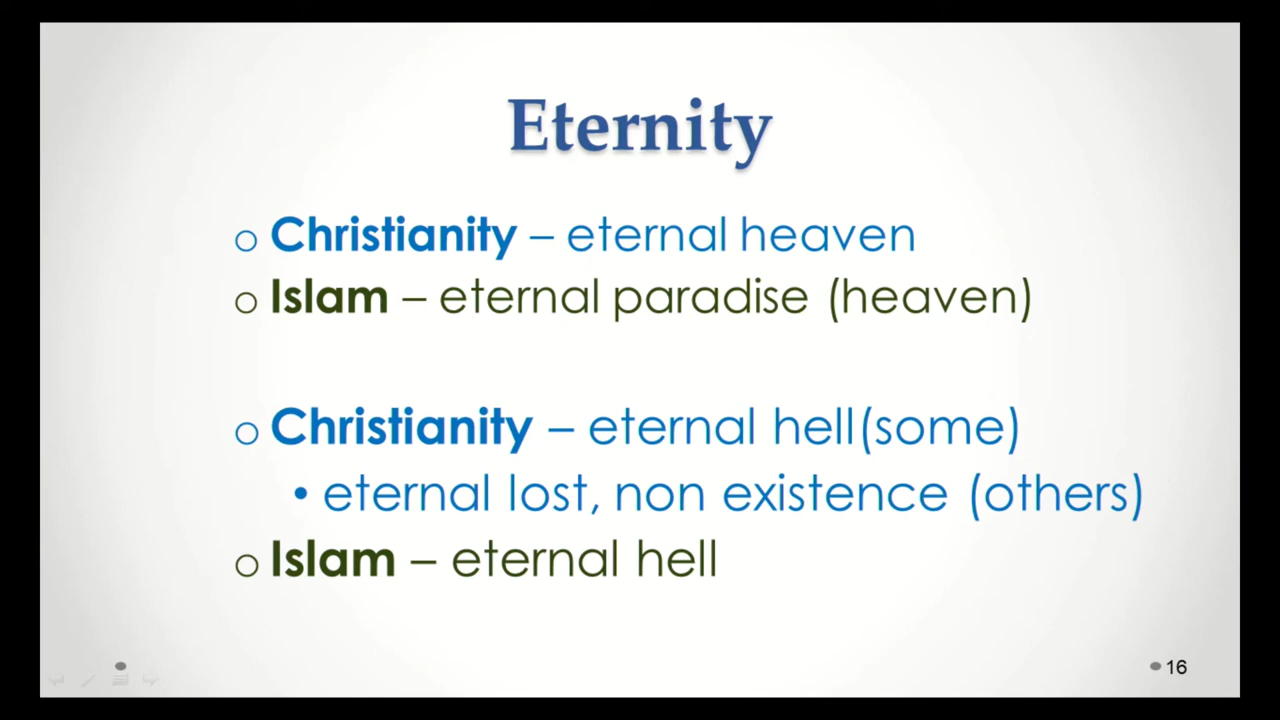 Eternity
o Christianity – eternal heaven
o Islam – eternal paradise (heaven)
o Christianity – eternal hell(some)
• eternal lost, non existence (others)
o Islam – eternal hell
16